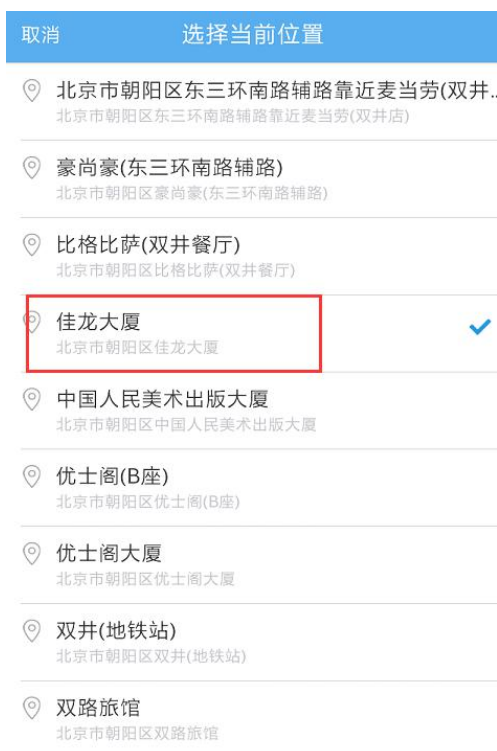 取消 选择当前位置
北京市朝阳区东三环南路辅路靠近麦当劳(双井..
北京市朝阳区东三环南路辅路靠近麦当劳(双井店)
豪尚豪(东三环南路辅路)
北京市朝阳区豪尚豪(东三环南路辅路)
比格比萨(双井餐厅)
北京市朝阳区比格比萨(双井餐厅)
佳龙大厦
北京市朝阳区佳龙大厦
中国人民美术出版大厦
北京市朝阳区中国人民美术出版大厦
优士阁(B座)
北京市朝阳区优士阁(B座)
优士阁大厦
北京市朝阳区优士阁大厦
双井(地铁站)
北京市朝阳区双井(地铁站)
双路旅馆
北京市朝阳区双路旅馆